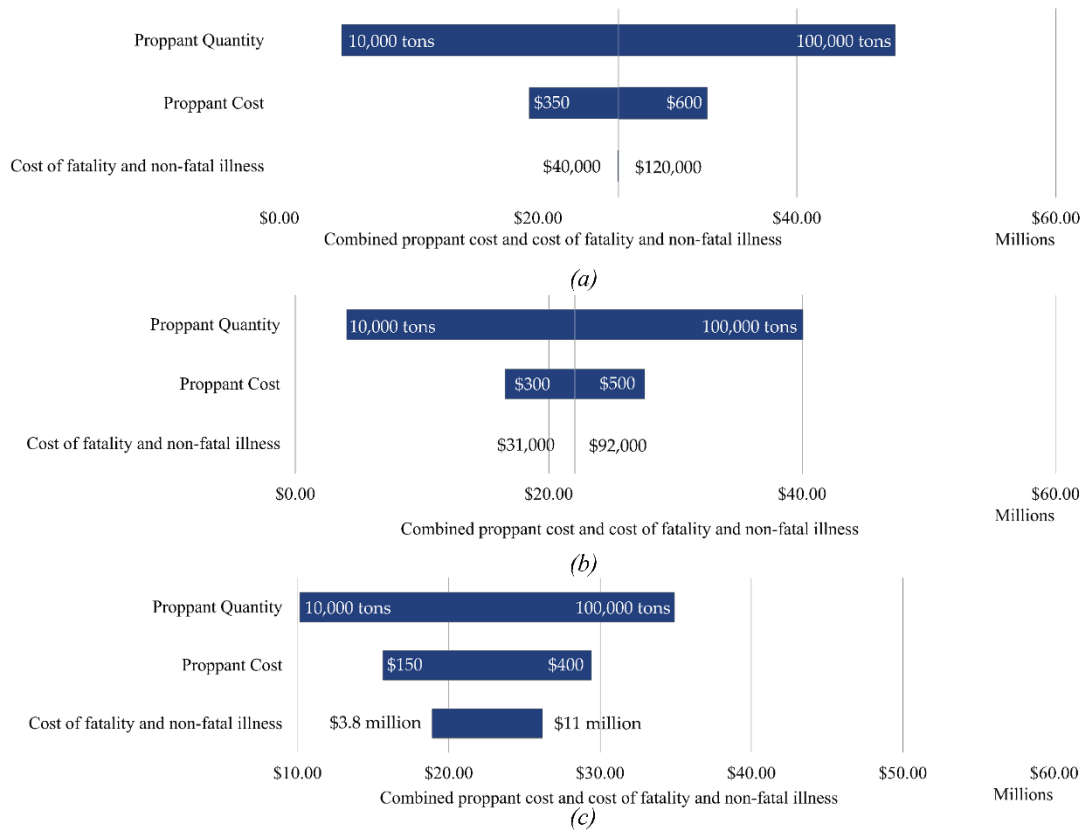 Proppant Quantity 10,000 tons 100,000 tons
Proppant Cost $350 $600
Cost of fatality and non-fatal illness $40,000 $120,000
$0.00 $20.00 $40.00 $60.00
Combined proppant cost and cost of fatality and non-fatal illness Millions
(a)
Proppant Quantity 10,000 tons 100,000 tons
Proppant Cost $300 $500
Cost of fatality and non-fatal illness $31,000 $92,000
$0.00 $20.00 $40.00 $60.00
Millions
Combined proppant cost and cost of fatality and non-fatal illness
(b)
Proppant Quantity 10,000 tons 100,000 tons
Proppant Cost $150 $400
Cost of fatality and non-fatal illness $3.8 million $11 million
$10.00 $20.00 $30.00 $40.00 $50.00 $60.00
Combined proppant cost and cost of fatality and non-fatal illness Millions
(c)